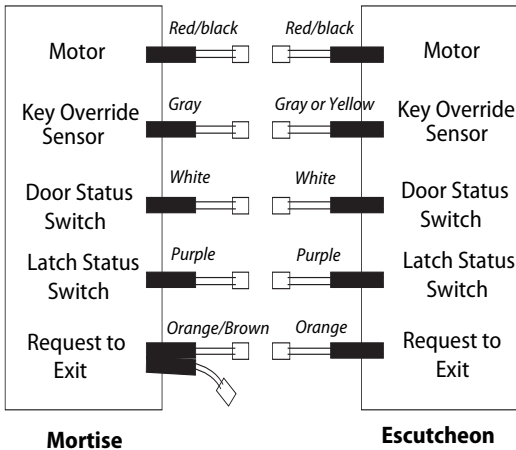 Red/black
Red/black
Motor
Motor
Key Override
Sensor
Gray
Gray or Yellow
Key Override
Sensor
Door Status
Switch
White
White
Door Status
Switch
Latch Status
Switch
Purple
Purple
Latch Status
Switch
Request to
Exit
Orange/Brown
Orange
Request to
Exit
Mortise
Escutcheon